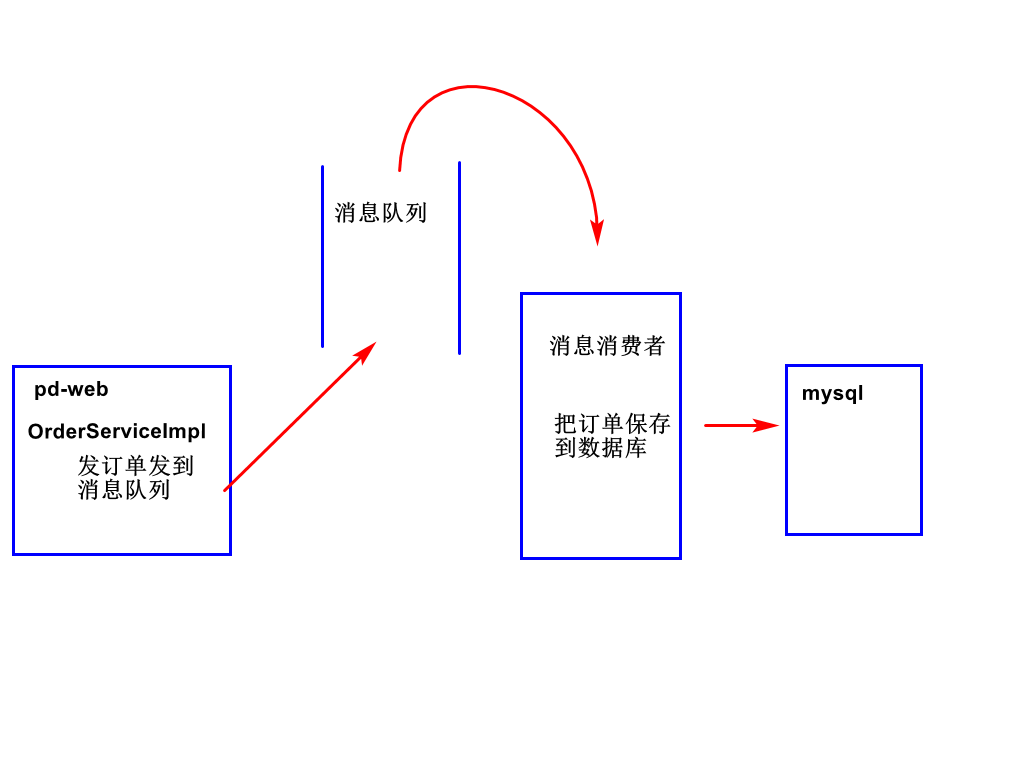 消息队列
pd-web
OrderServiceImpl
发订单发到
消息队列
消息消费者
把订单保存
到数据库
mysql